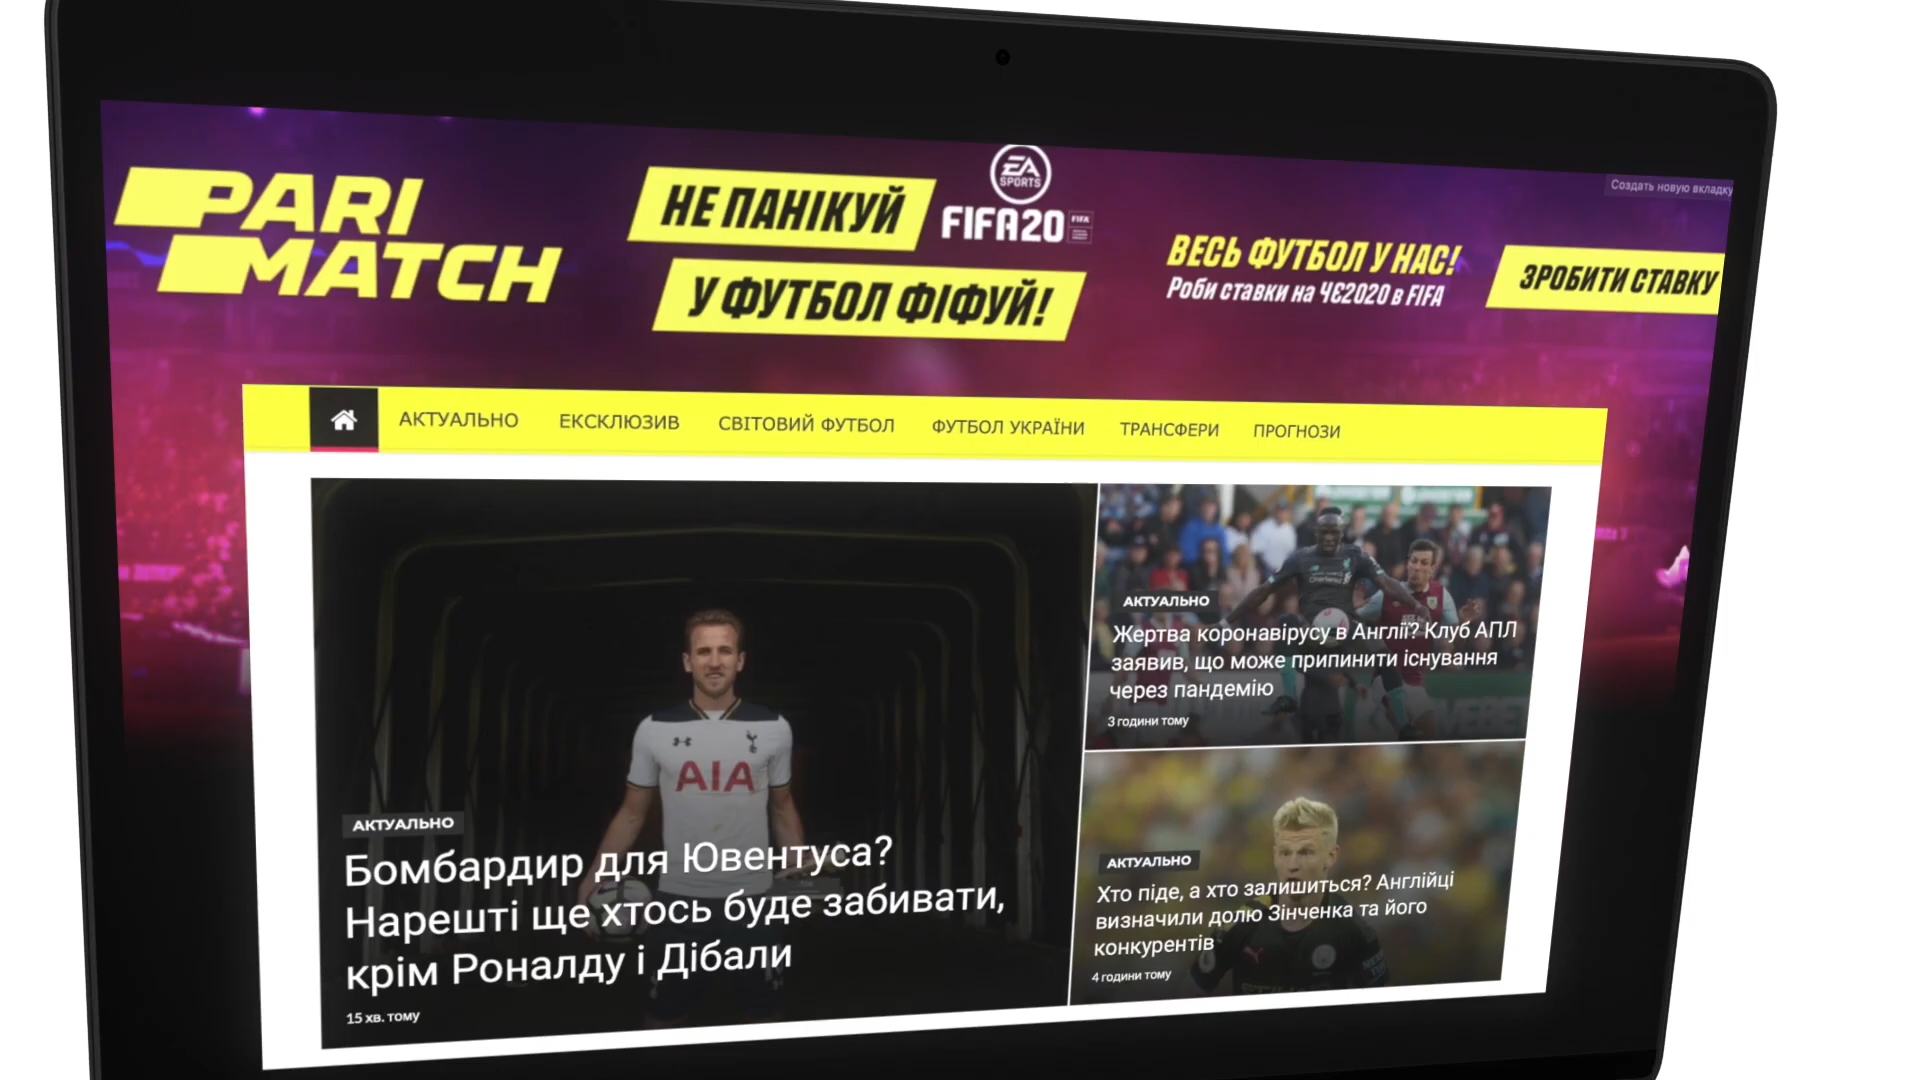 PARI
MATCH
НЕ ПАНІКУЙ
У ФУТБОЛ ФІФУЙ!
EA
SPORTS
FIFA20
FIFA
ВЕСЬ ФУТБОЛ У НАС!
Роби ставки на ЧЄ2020 в FIFA
ЗРОБИТИ СТАВКУ
Создать новую вкладку
АКТУАЛЬНО
ЕКСКЛЮЗИВ
СВІТОВИЙ ФУТБОЛ
ФУТБОЛ УКРАЇНИ
ТРАНСФЕРИ
ПРОГНОЗИ
AIA
АКТУАЛЬНО
Бомбардир для Ювентуса?
Нарешті ще хтось буде забивати,
крім Роналду і Дібали
15 хв. тому
АКТУАЛЬНО
Жертва коронавірусу в Англії? Клуб АПЛ
заявив, що може припинити існування
через пандемію
3 години тому
АКТУАЛЬНО
Хто піде, а хто залишиться? Англійці
визначили долю Зінченка та його
конкурентів
4 години тому